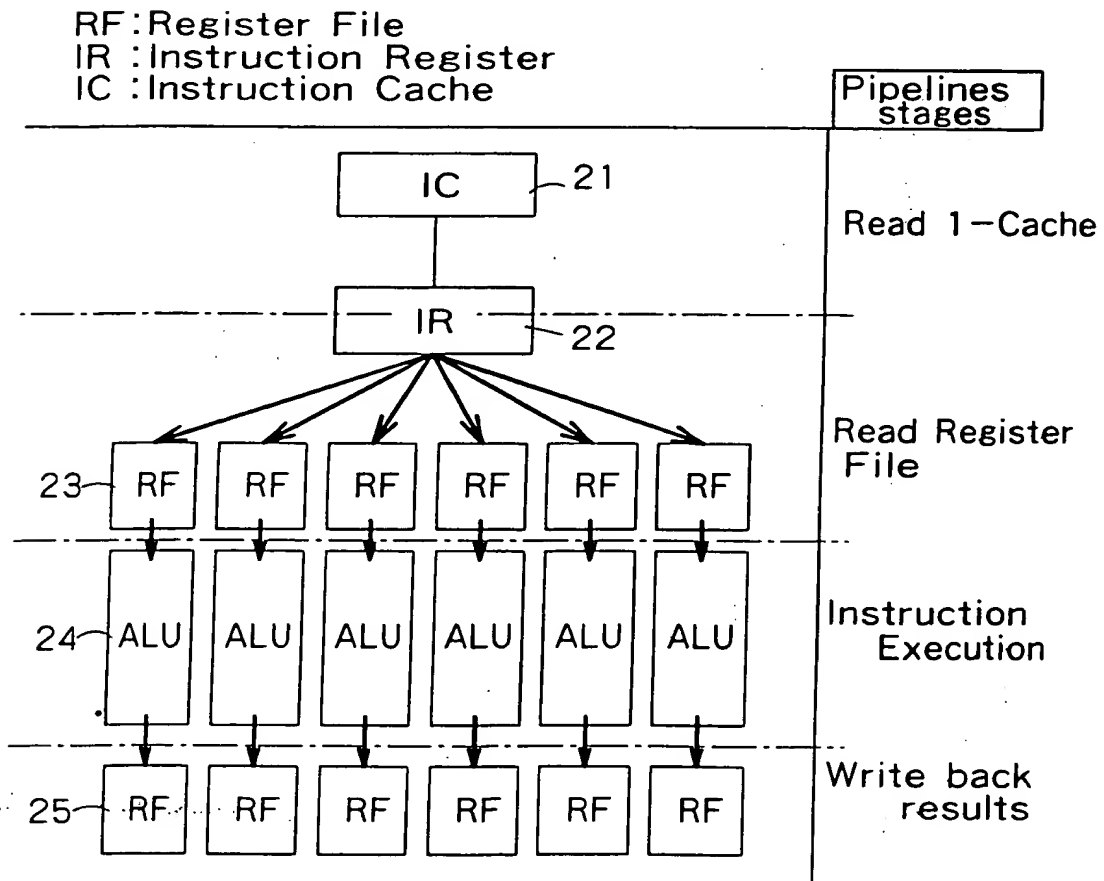 RF:Register File
IR :Instruction Register
IC :Instruction Cache
Pipelines
stages
IC
21
Read 1-Cache
IR
22
Read Register
File
23 RF RF RF RF RF RF
24 ALU ALU ALU ALU ALU ALU
Instruction
Execution
Write back
results
25 RF RF RF RF RF RF